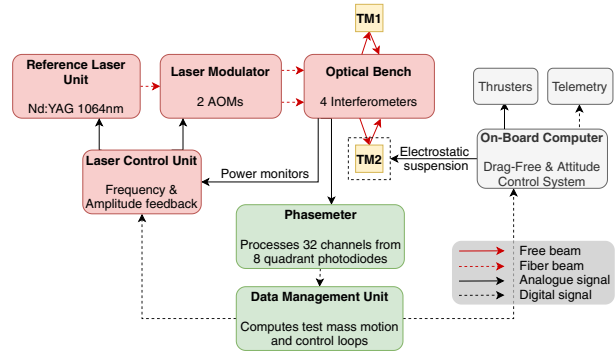 TM1
Reference Laser
Unit
Nd:YAG 1064nm
Laser Modulator
2 AOMs
Optical Bench
4 Interferometers
Thrusters
Telemetry
TM2
Electrostatic
suspension
On-Board Computer
Drag-Free & Attitude
Control System
Laser Control Unit
Frequency &
Amplitude feedback
Power monitors
Phasemeter
Processes 32 channels from
8 quadrant photodiodes
Data Management Unit
Computes test mass motion
and control loops
Free beam
Fiber beam
Analogue signal
Digital signal